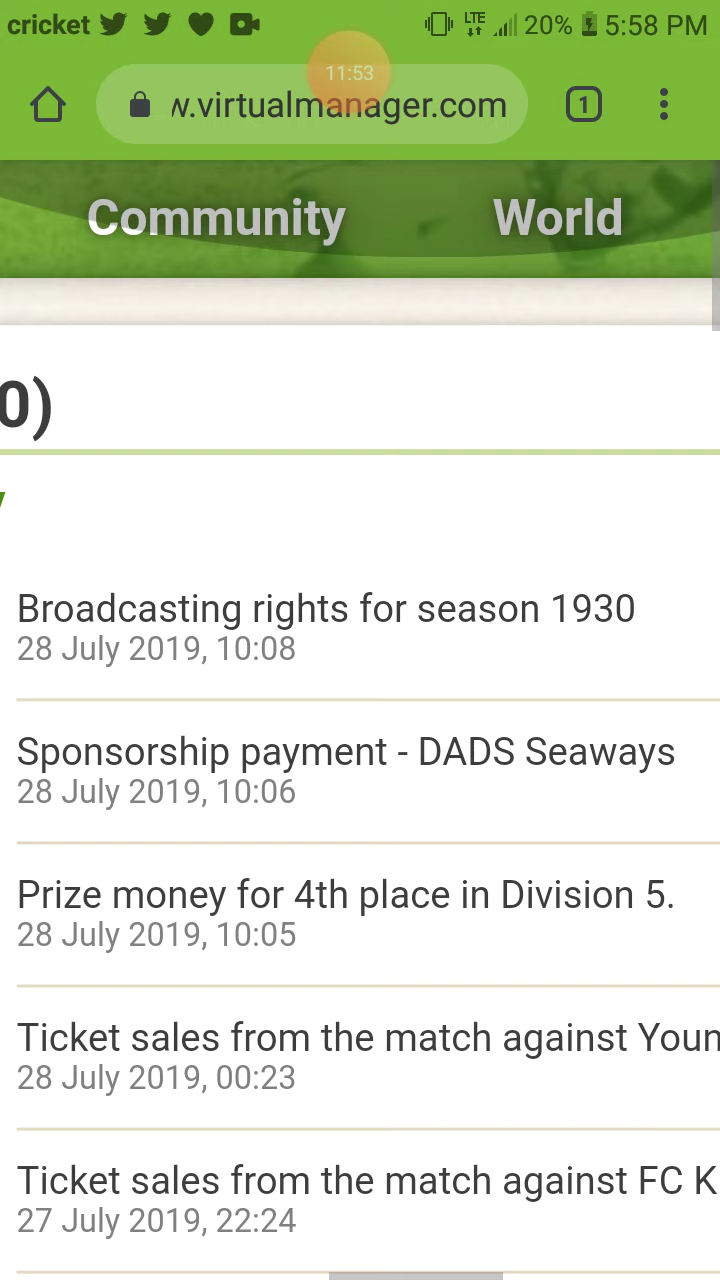 cricket LTE 20% 5:58 PM
11:53
w.virtualmanager.com 1
Community World
0)
Broadcasting rights for season 1930
28 July 2019, 10:08
Sponsorship payment - DADS Seaways
28 July 2019, 10:06
Prize money for 4th place in Division 5.
28 July 2019, 10:05
Ticket sales from the match against Youn
28 July 2019, 00:23
Ticket sales from the match against FC K
27 July 2019, 22:24